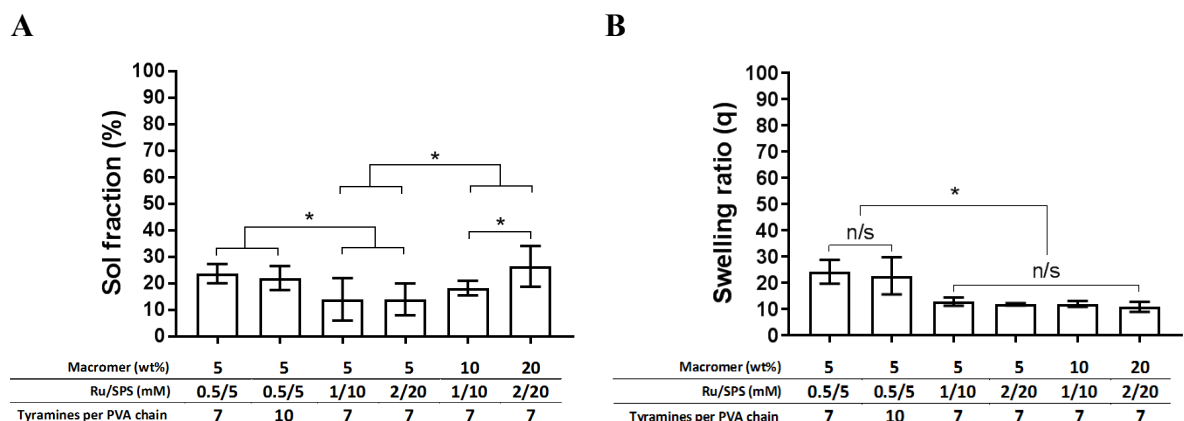 A
Sol fraction (%)
100
90
80
70
60
50
40
30
20
10
0
*
*
*
Macromer (wt%) 5 5 5 5 10 20
Ru/SPS (mM) 0.5/5 0.5/5 1/10 2/20 1/10 2/20
Tyramines per PVA chain 7 10 7 7 7 7
B
Swelling ratio (q)
100
90
80
70
60
50
40
30
20
10
0
*
n/s
n/s
Macromer (wt%) 5 5 5 5 10 20
Ru/SPS (mM) 0.5/5 0.5/5 1/10 2/20 1/10 2/20
Tyramines per PVA chain 7 10 7 7 7 7